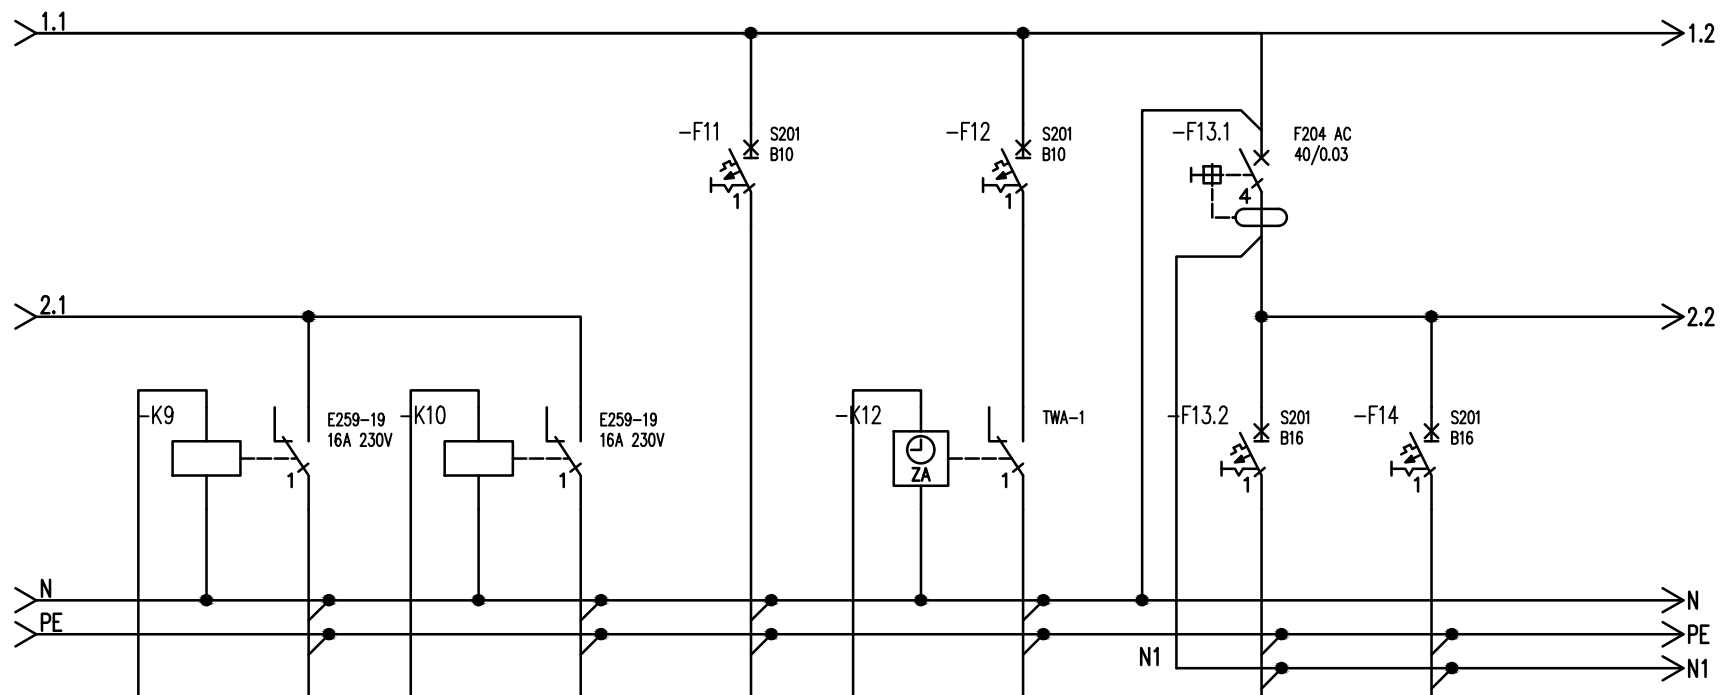 1.1
1.2
-F11
S201
B10
1
-F12
S201
B10
1
-F13.1
F204 AC
40/0.03
4
2.1
2.2
-K9
E259-19
16A 230V
1
-K10
E259-19
16A 230V
1
-K12
ZA
TWA-1
1
-F13.2
S201
B16
1
-F14
S201
B16
1
N
N
PE
PE
N1
N1